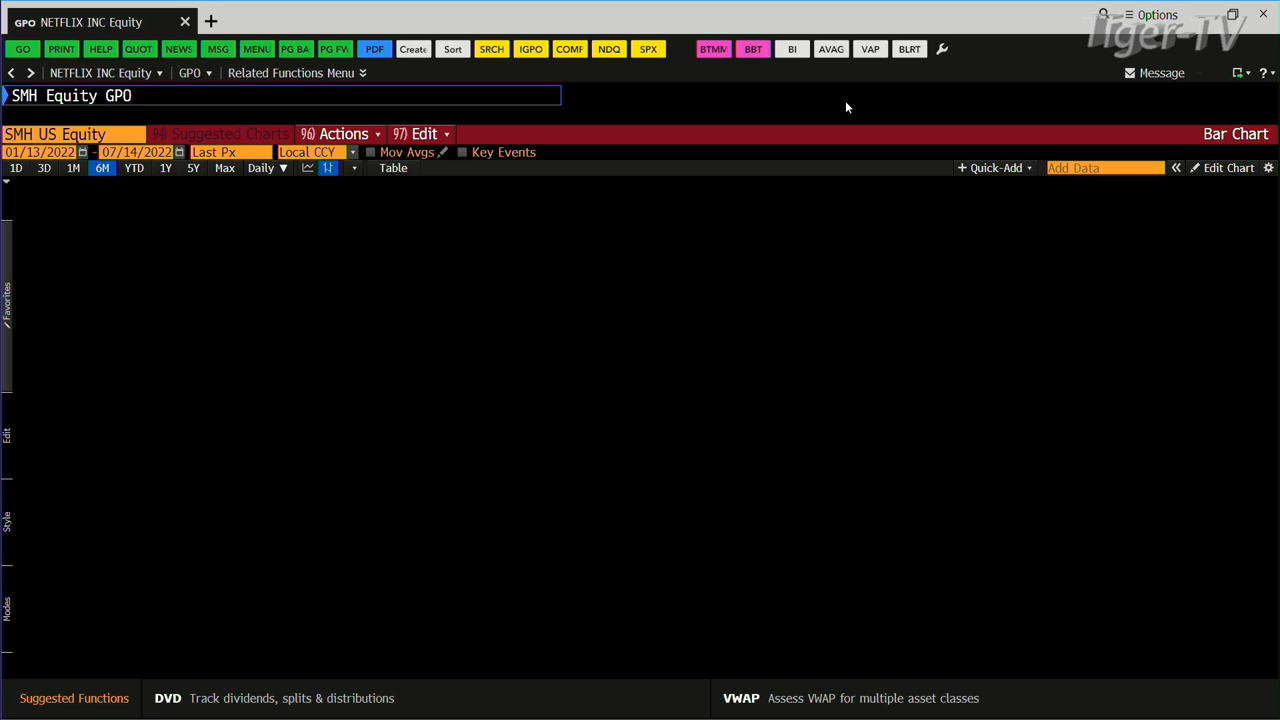 GPO NETFLIX INC Equity × +
Options
Tiger-TV
GO PRINT HELP QUOT NEWS MSG MENU PG BA PG FW PDF Create Sort SRCH IGPO COMF NDQ SPX BTMM BBT BI AVAG VAP BLRT
< > NETFLIX INC Equity ▾ GPO ▾ Related Functions Menu Message ?
SMH Equity GPO
SMH US Equity 94) Suggested Charts 96) Actions 97) Edit Bar Chart
01/13/2022 - 07/14/2022 Last Px Local CCY Mov Avgs Key Events
1D 3D 1M 6M YTD 1Y 5Y Max Daily ▼ Table + Quick-Add Add Data « Edit Chart
Favorites
Edit
Style
Modes
Suggested Functions DVD Track dividends, splits & distributions VWAP Assess VWAP for multiple asset classes